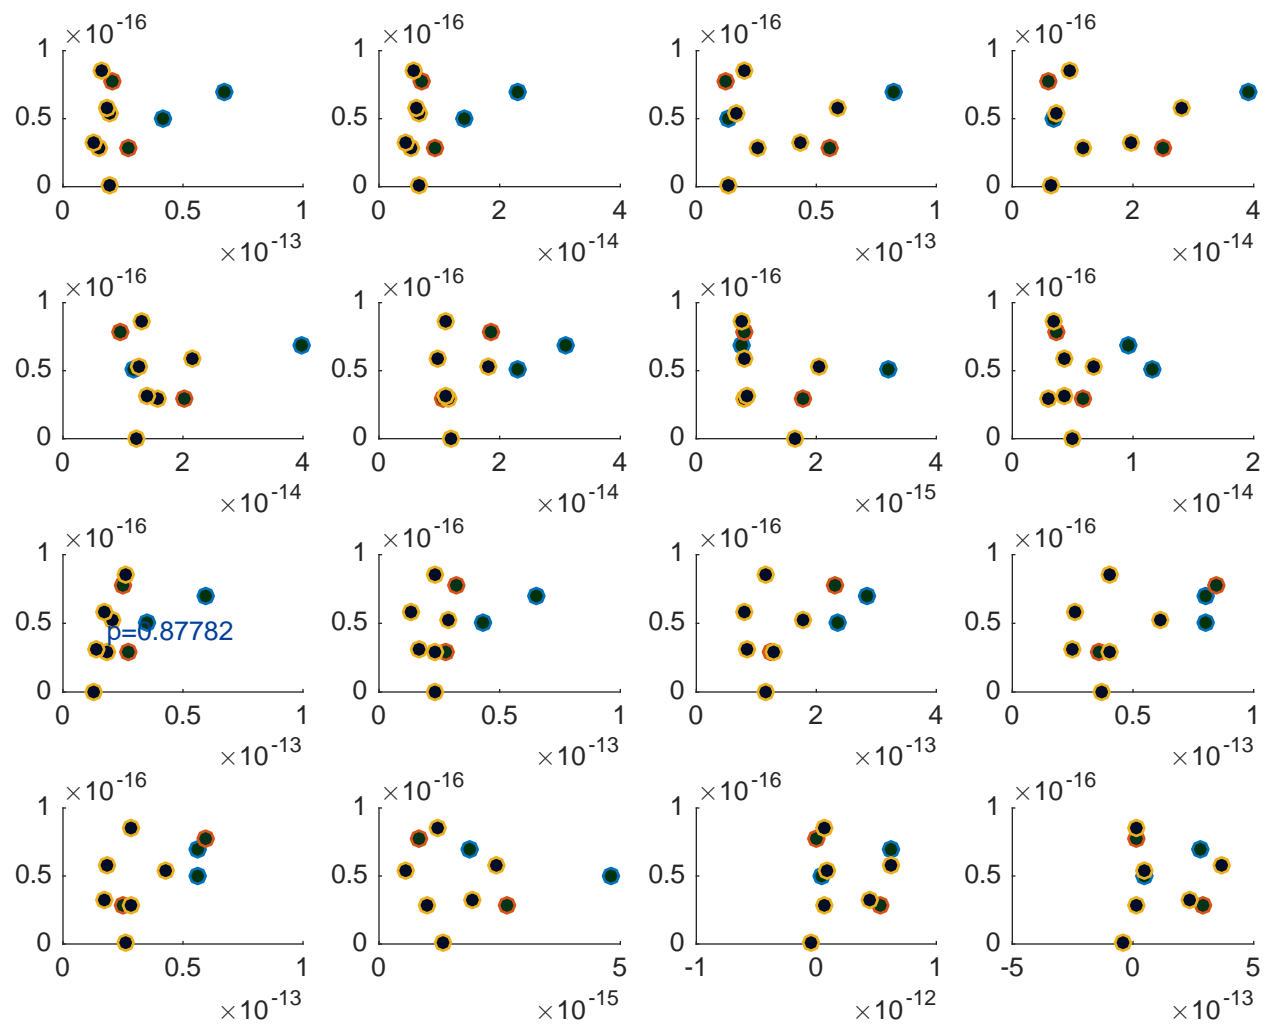 ×10-16 ×10-16 ×10-16 ×10-16
1 1 1 1
0.5 0.5 0.5 0.5
0 0 0 0
0 0.5 1 0 2 4 0 0.5 1 0 2 4
×10-13 ×10-14 ×10-13 ×10-14
×10-16 ×10-16 ×10-16 ×10-16
1 1 1 1
0.5 0.5 0.5 0.5
0 0 0 0
0 2 4 0 2 4 0 2 4 0 1 2
×10-14 ×10-14 ×10-15 ×10-14
×10-16 ×10-16 ×10-16 ×10-16
1 1 1 1
0.5 p=0.87782 0.5 0.5 0.5
0 0 0 0
0 0.5 1 0 0.5 1 0 2 4 0 0.5 1
×10-13 ×10-13 ×10-13 ×10-13
×10-16 ×10-16 ×10-16 ×10-16
1 1 1 1
0.5 0.5 0.5 0.5
0 0 0 0
0 0.5 1 0 5 -1 0 1 -5 0 5
×10-13 ×10-15 ×10-12 ×10-13